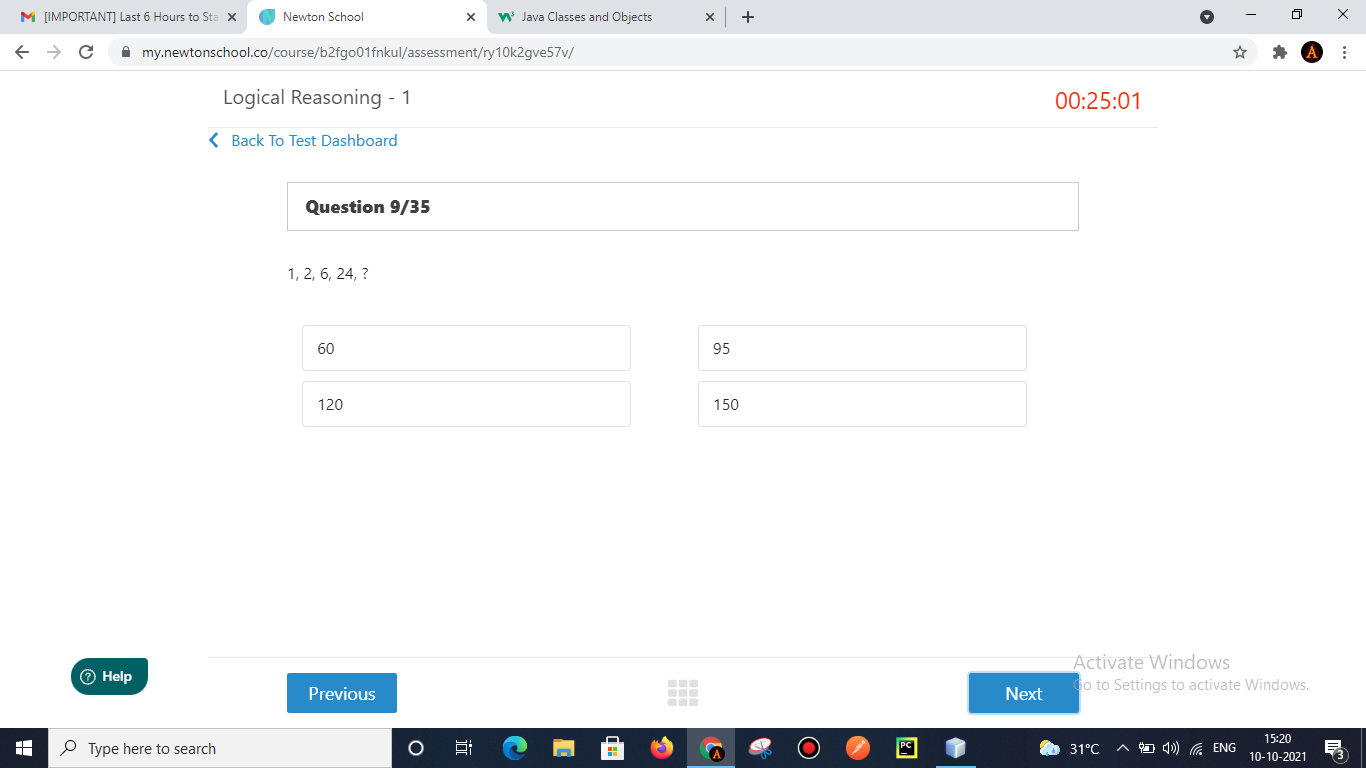 [IMPORTANT] Last 6 Hours to Sta
Newton School
Java Classes and Objects
my.newtonschool.co/course/b2fgo01fnkul/assessment/ry10k2gve57v/
A
Logical Reasoning - 1
00:25:01
Back To Test Dashboard
Question 9/35
1, 2, 6, 24, ?
60
95
120
150
Activate Windows
Go to Settings to activate Windows.
? Help
Previous
Next
Type here to search
A
PC
31°C
ENG
15:20
10-10-2021
3